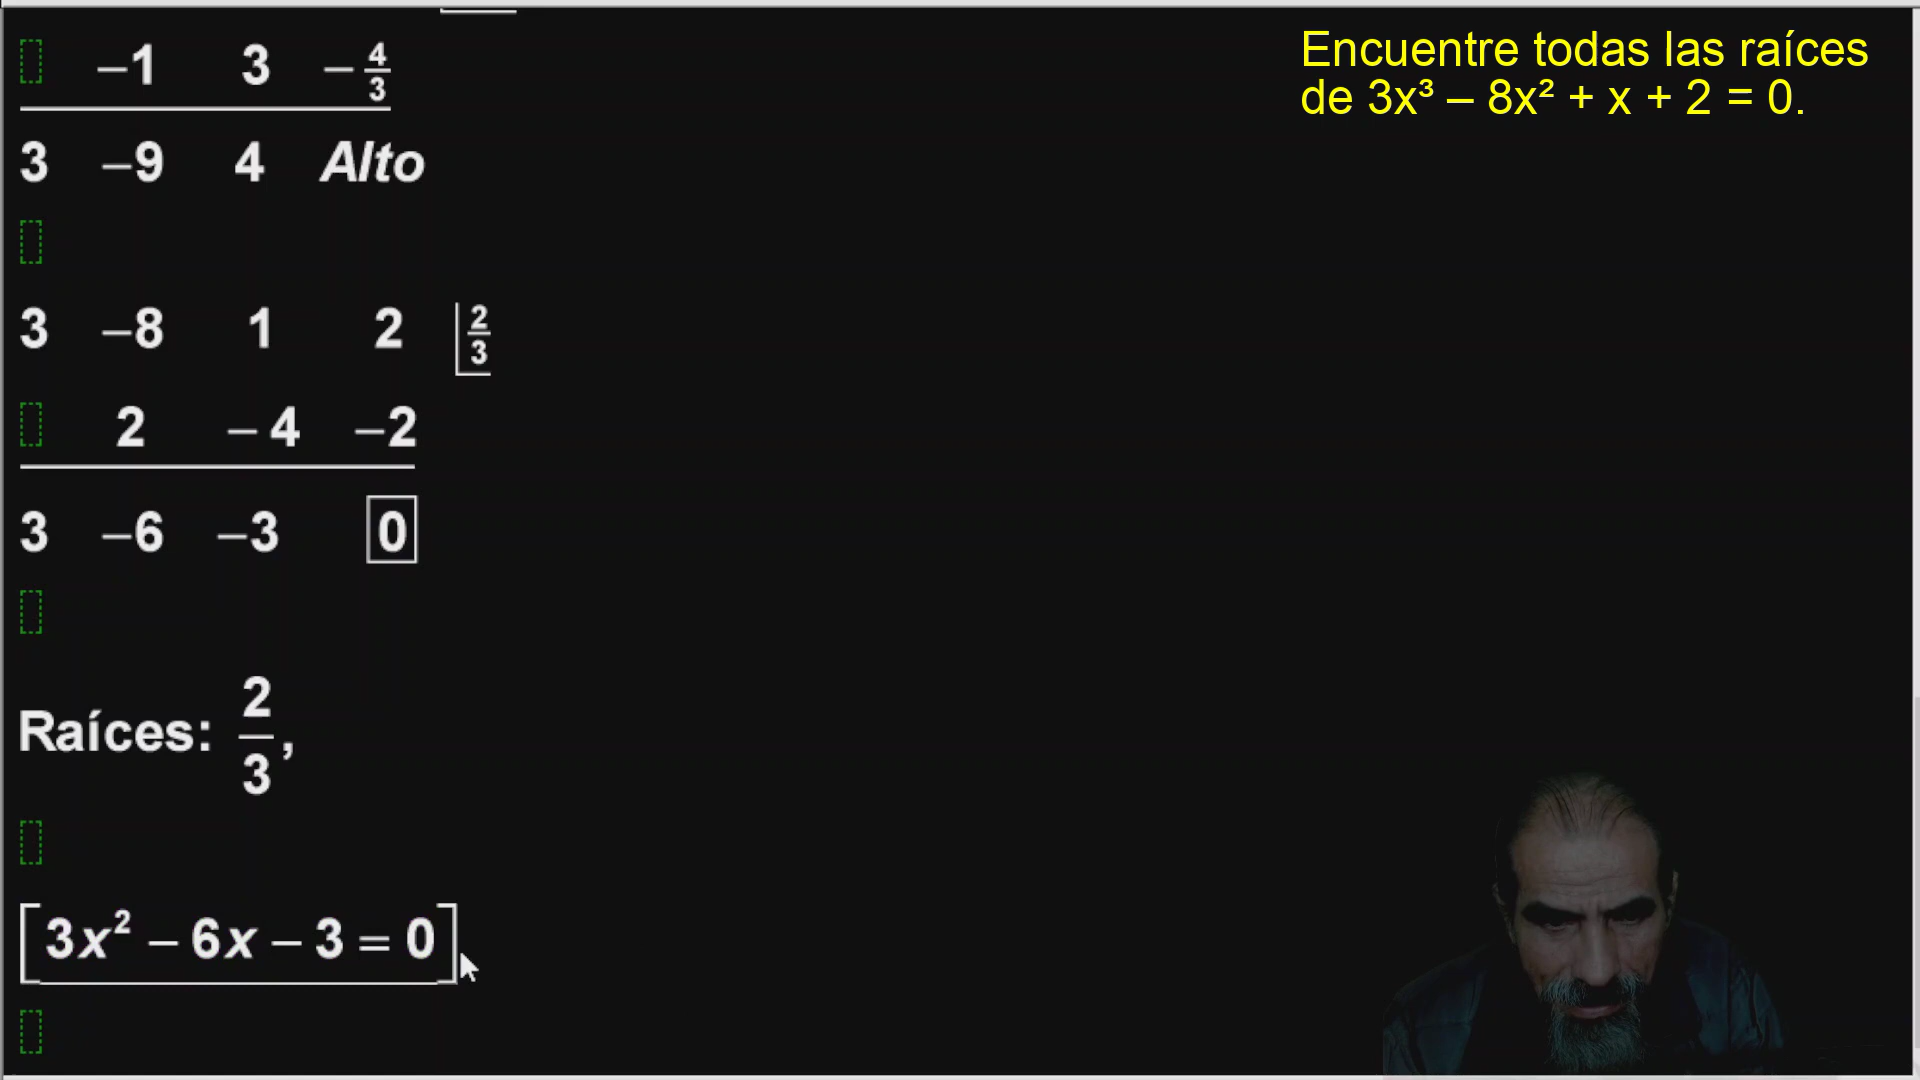 −1 3 −4/3
3 −9 4 Alto
3 −8 1 2 | 2/3
2 −4 −2
3 −6 −3 0
Raíces: 2/3,
[3x² − 6x − 3 = 0]
Encuentre todas las raíces
de 3x³ – 8x² + x + 2 = 0.